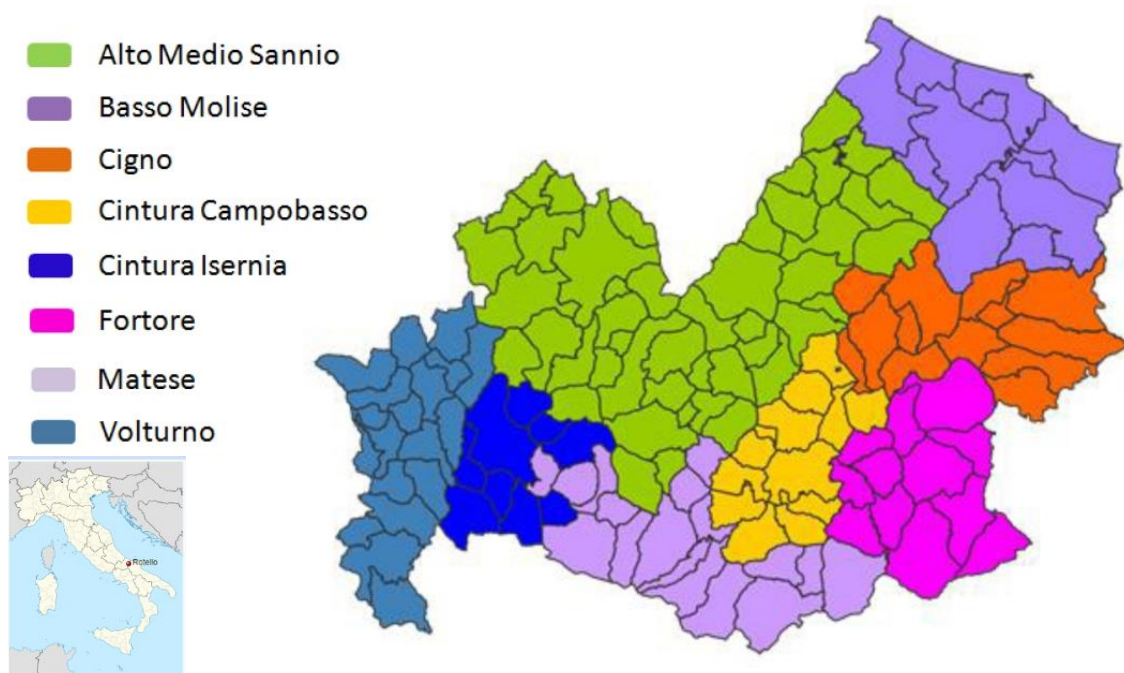 Alto Medio Sannio
Basso Molise
Cigno
Cintura Campobasso
Cintura Isernia
Fortore
Matese
Volturno
Rotello